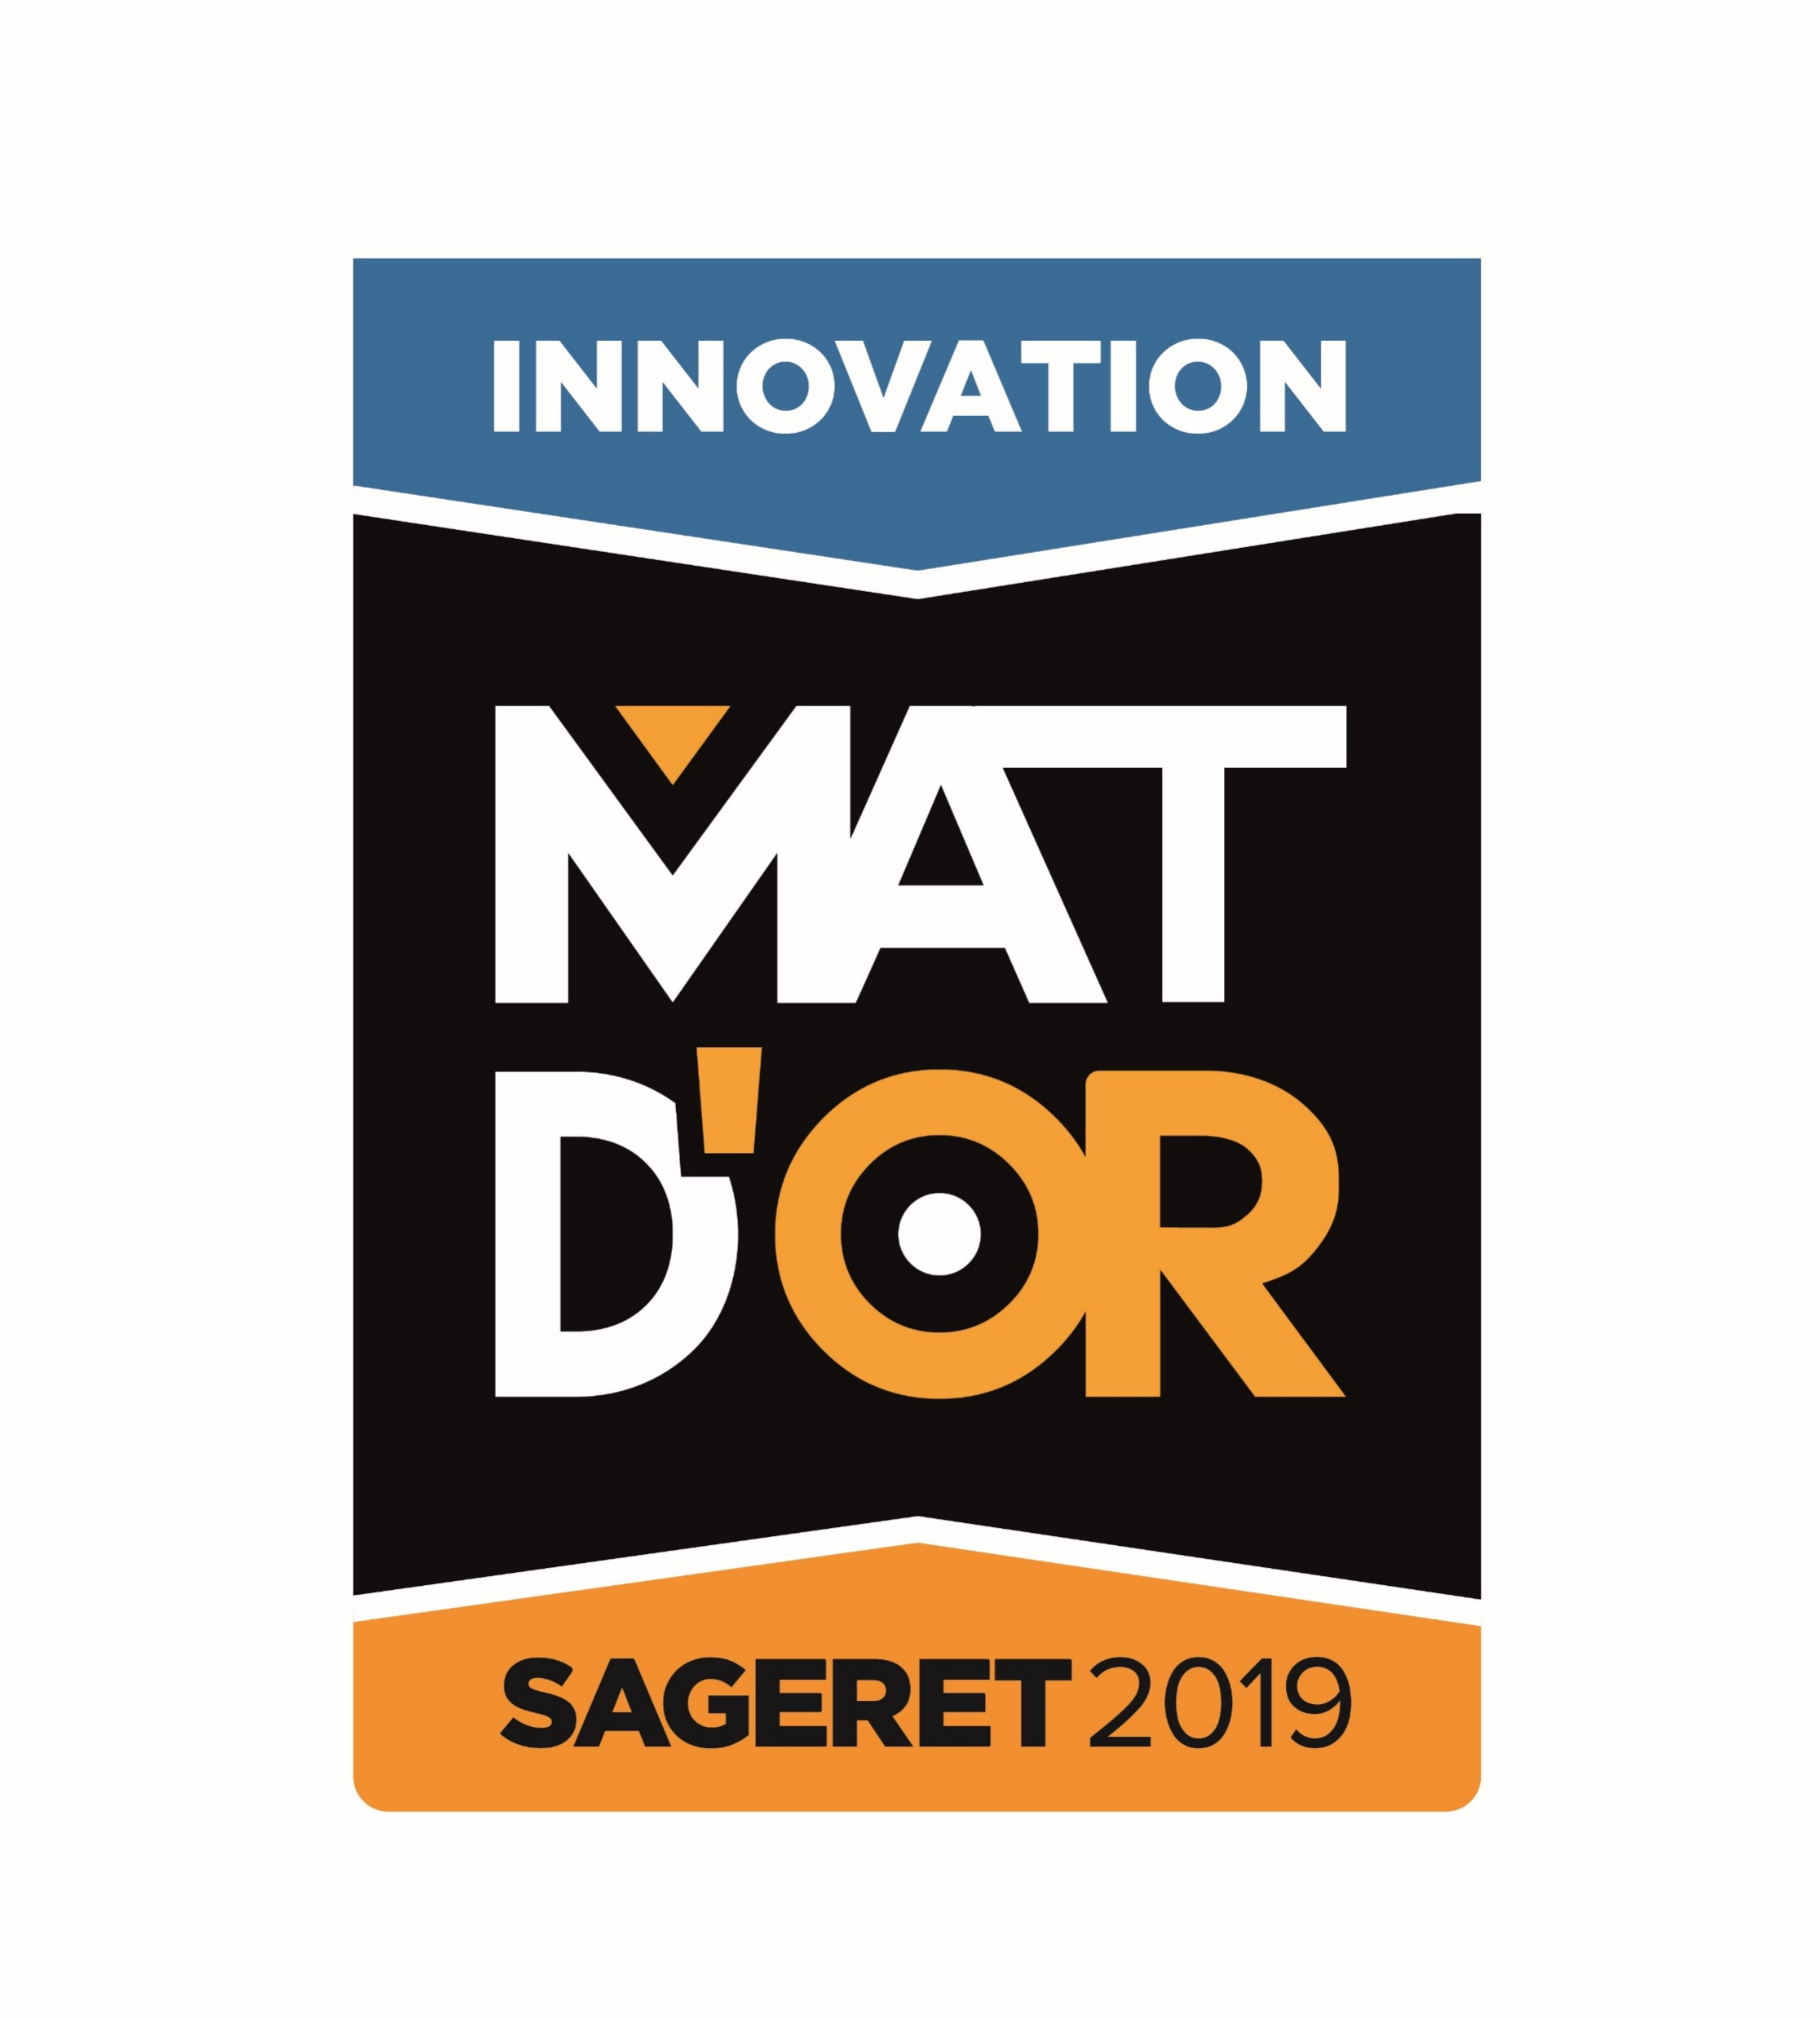 INNOVATION
MAT
D'OR
SAGERET 2019